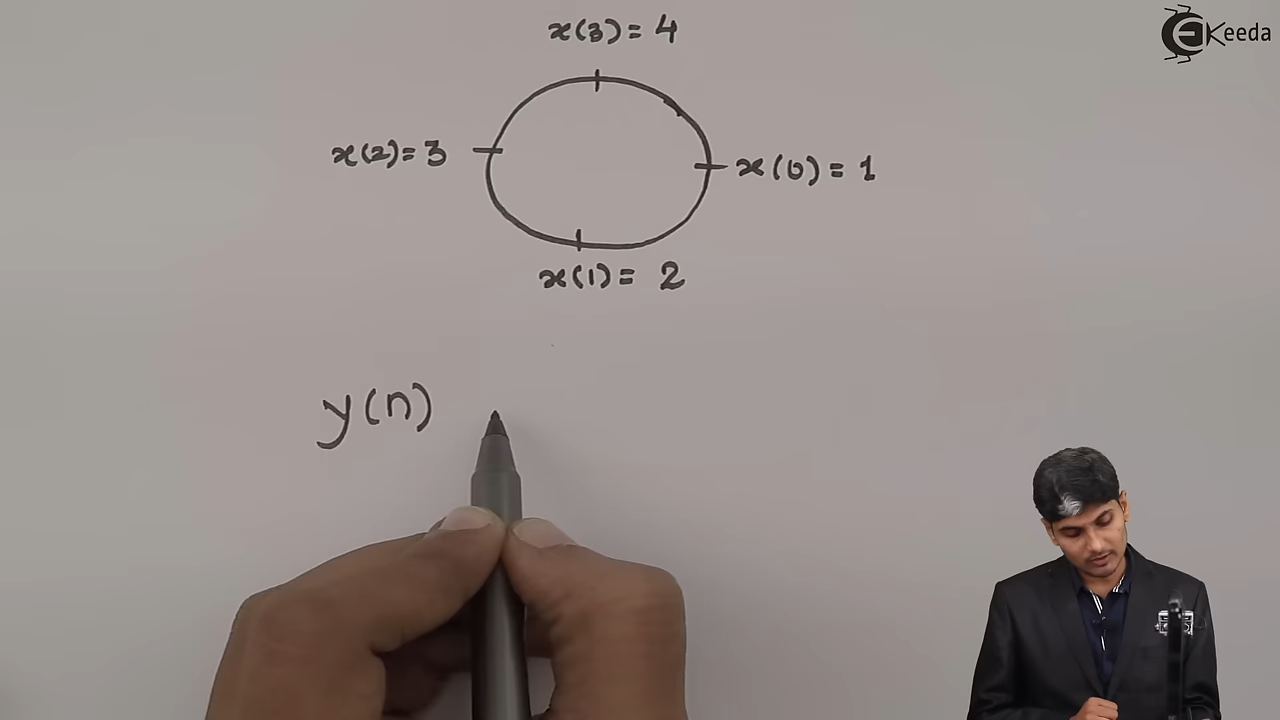 x(3) = 4
EKeeda
x(2) = 3
x(0) = 1
x(1) = 2
y(n)